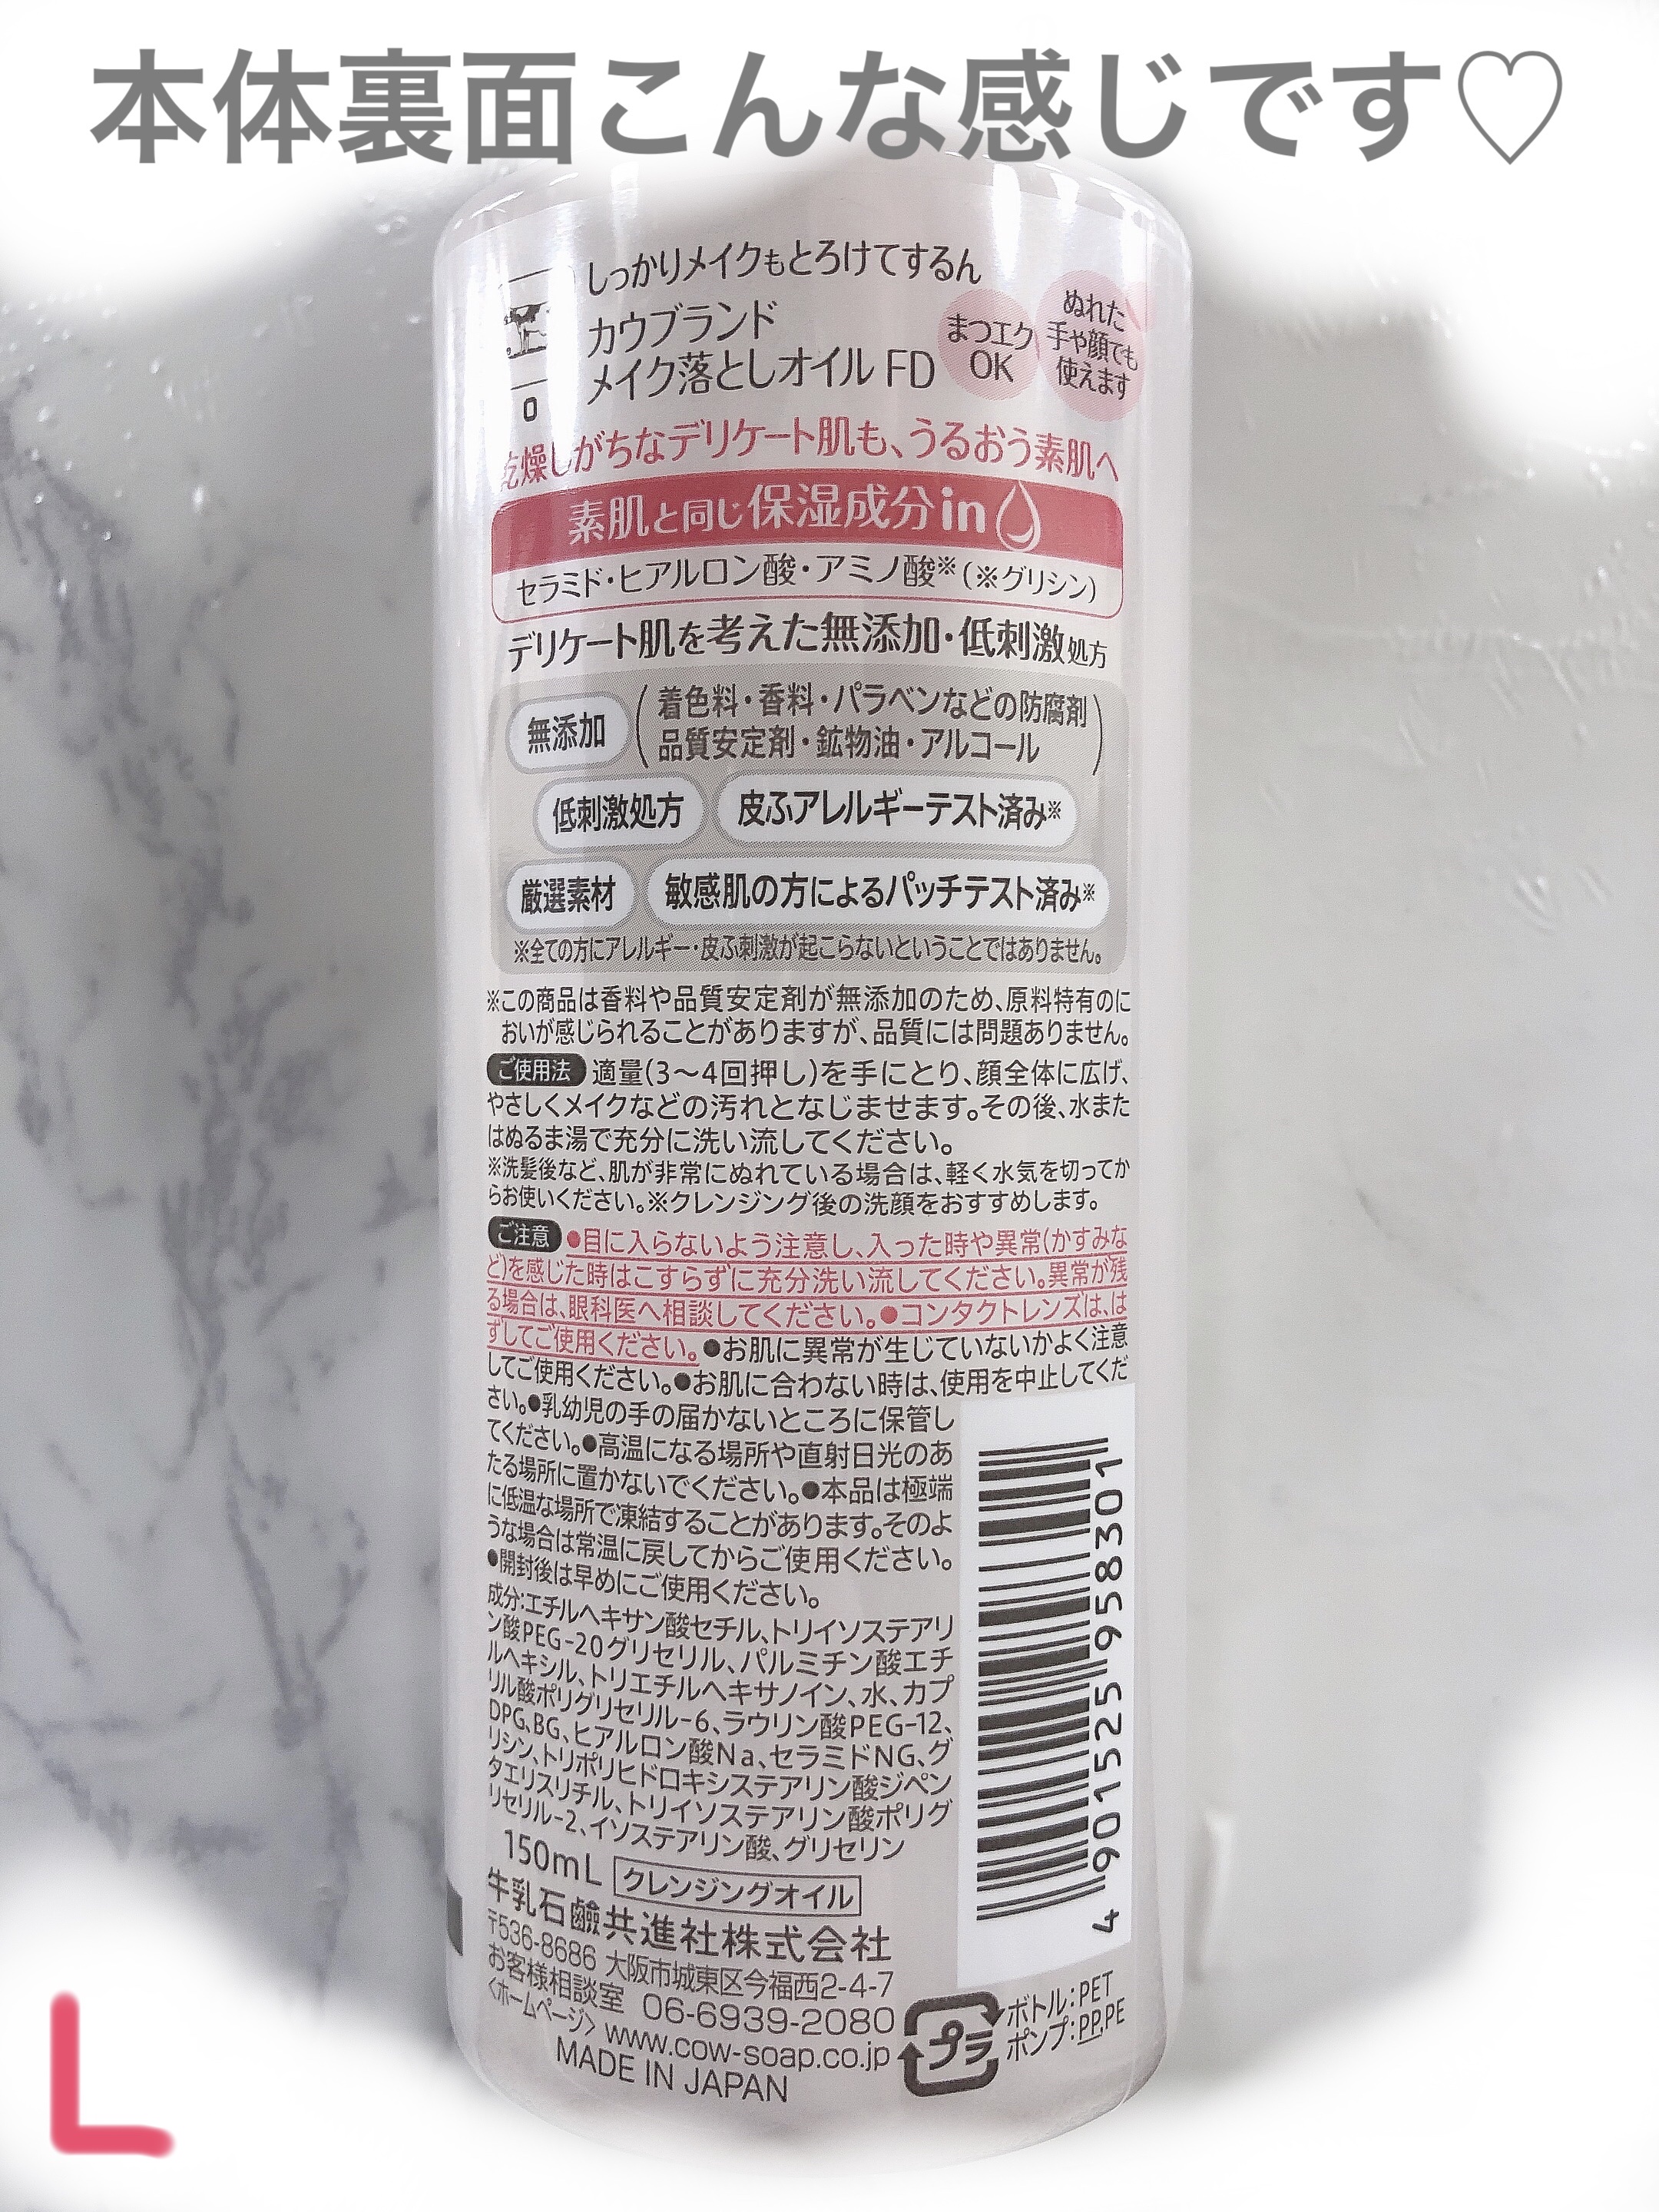 本体裏面こんな感じです♡
しっかりメイクもとろけてするん
カウブランド
メイク落としオイル FD
まつエク
OK
ぬれた
手や顔でも
使えます
乾燥しがちなデリケート肌も、うるおう素肌へ
素肌と同じ保湿成分in
セラミド・ヒアルロン酸・アミノ酸※(※グリシン)
デリケート肌を考えた無添加・低刺激処方
無添加
着色料・香料・パラベンなどの防腐剤
品質安定剤・鉱物油・アルコール
低刺激処方 皮ふアレルギーテスト済み※
厳選素材 敏感肌の方によるパッチテスト済み※
※全ての方にアレルギー・皮ふ刺激が起こらないということではありません。
※この商品は香料や品質安定剤が無添加のため、原料特有のに
おいが感じられることがありますが、品質には問題ありません。
ご使用法 適量(3〜4回押し)を手にとり、顔全体に広げ、
やさしくメイクなどの汚れとなじませます。その後、水また
はぬるま湯で充分に洗い流してください。
※洗髪後など、肌が非常にぬれている場合は、軽く水気を切ってか
らお使いください。※クレンジング後の洗顔をおすすめします。
ご注意 ●目に入らないよう注意し、入った時や異常(かすみな
ど)を感じた時はこすらずに充分洗い流してください。異常が残
る場合は、眼科医へ相談してください。●コンタクトレンズは、は
ずしてご使用ください。●お肌に異常が生じていないかよく注意
してご使用ください。●お肌に合わない時は、使用を中止してくだ
さい。●乳幼児の手の届かないところに保管し
てください。●高温になる場所や直射日光のあ
たる場所に置かないでください。●本品は極端
に低温な場所で凍結することがあります。そのよ
うな場合は常温に戻してからご使用ください。
●開封後は早めにご使用ください。
成分:エチルヘキサン酸セチル、トリイソステアリ
ン酸PEG-20グリセリル、パルミチン酸エチ
ルヘキシル、トリエチルヘキサノイン、水、カプ
リル酸ポリグリセリル-6、ラウリン酸PEG-12、
DPG、BG、ヒアルロン酸Na、セラミドNG、グ
リシン、トリポリヒドロキシステアリン酸ジペン
タエリスリチル、トリイソステアリン酸ポリグ
リセリル-2、イソステアリン酸、グリセリン
150mL クレンジングオイル
牛乳石鹼共進社株式会社
〒536-8686 大阪市城東区今福西2-4-7
お客様相談室 06-6939-2080
〈ホームページ〉 www.cow-soap.co.jp
MADE IN JAPAN
4 901525 958301
プラ
ボトル:PET
ポンプ:PP,PE
L